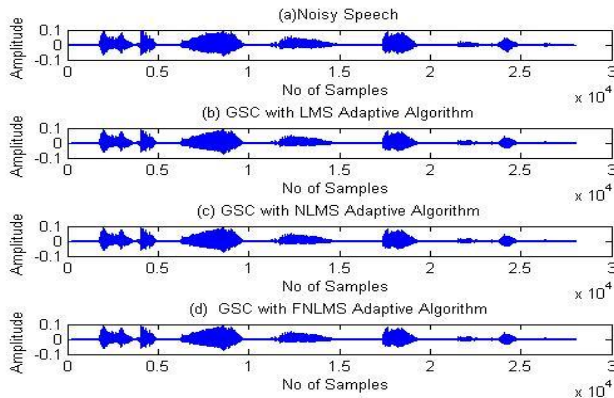 (a)Noisy Speech
Amplitude
0.1
0
-0.1
0 0.5 1 1.5 2 2.5 3
No of Samples
x 10^4
(b) GSC with LMS Adaptive Algorithm
Amplitude
0.1
0
-0.1
0 0.5 1 1.5 2 2.5 3
No of Samples
x 10^4
(c) GSC with NLMS Adaptive Algorithm
Amplitude
0.1
0
-0.1
0 0.5 1 1.5 2 2.5 3
No of Samples
x 10^4
(d) GSC with FNLMS Adaptive Algorithm
Amplitude
0.1
0
-0.1
0 0.5 1 1.5 2 2.5 3
No of Samples
x 10^4